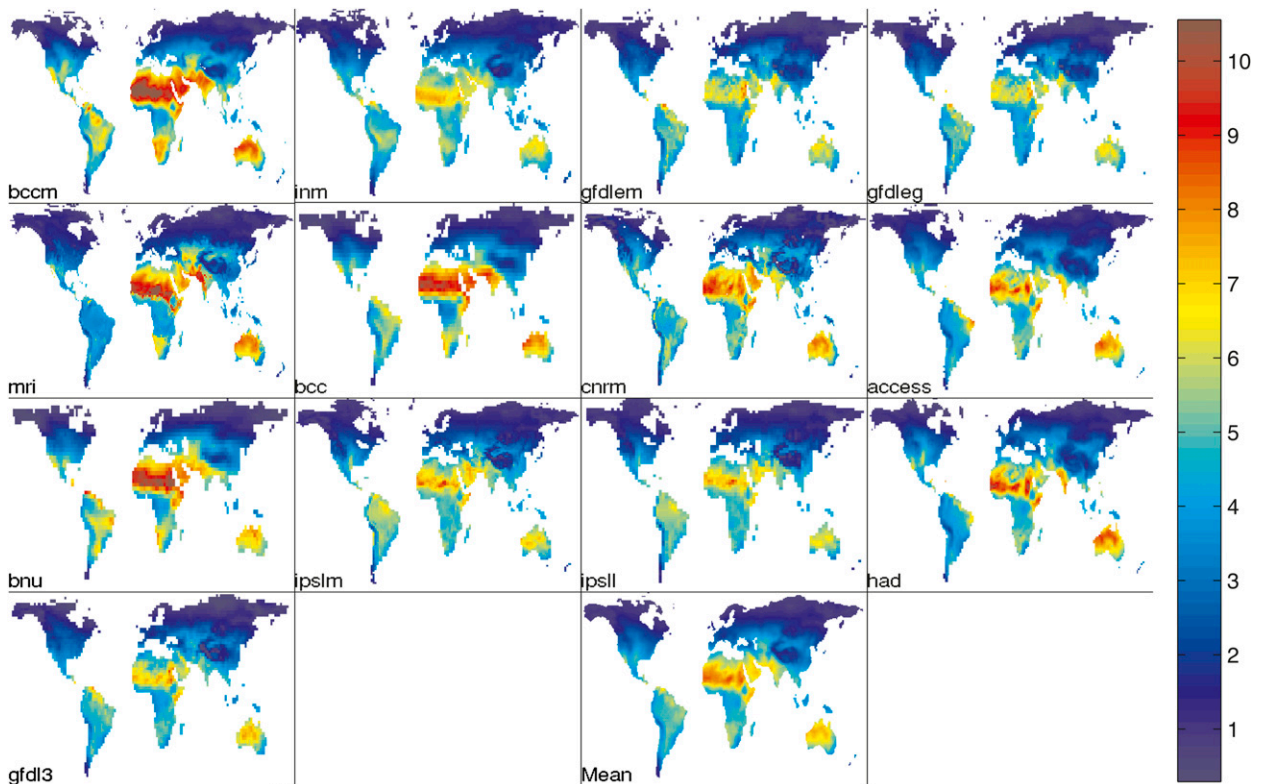 bccm
inm
gfdlem
gfdleg
mri
bcc
cnrm
access
bnu
ipslm
ipsll
had
gfdl3
Mean
10
9
8
7
6
5
4
3
2
1